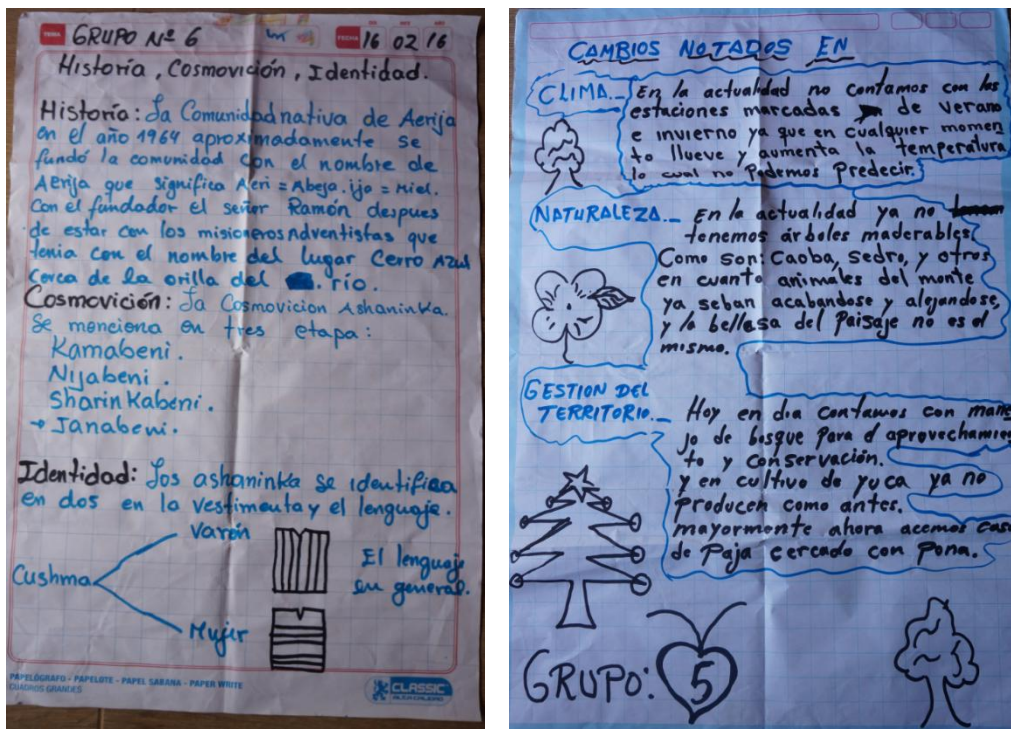 TEMA GRUPO Nº 6 FECHA 16 02 16
Historia, Cosmovición, Identidad.
Historia: La Comunidad nativa de Aerija
en el año 1964 aproximadamente se
fundó la comunidad con el nombre de
Aerija que significa Aeri = Abeja. ija = Miel.
Con el fundador el señor Ramón despues
de estar con los misioneros Adventistas que
tenia con el nombre del lugar Cerro Azul
Cerca de la orilla del río.
Cosmovición: La Cosmovicion Ashaninka.
Se menciona en tres etapa:
Kamabeni.
Nijabeni.
Sharinkabeni.
→ Janabeni.
Identidad: Los ashaninka se identifica
en dos en la vestimenta y el lenguaje.
Varón
Cushma
El lenguaje
en general.
Mujir
PAPELÓGRAFO - PAPELOTE - PAPEL SABANA - PAPER WRITE
CUADROS GRANDES
CLASSIC
CAMBIOS NOTADOS EN
CLIMA._ En la actualidad no contamos con las
estaciones marcadas de verano
e invierno ya que en cualquier momen
to llueve y aumenta la temperatura
lo cual no Podemos Predecir.
NATURALEZA._ En la actualidad ya no
tenemos árboles maderables,
Como son: Caoba, Sedro, y otros
en cuanto animales del monte
ya seban acabandose y alejandose,
y la bellesa del Paisaje no es el
mismo.
GESTION DEL
TERRITORIO._ Hoy en dia contamos con mane
jo de bosque Para el aprovechamien
to y conservación.
y en cultivo de yuca ya no
Producen como antes.
mayormente ahora acemos casa
de Paja cercado con Pona.
GRUPO: 5